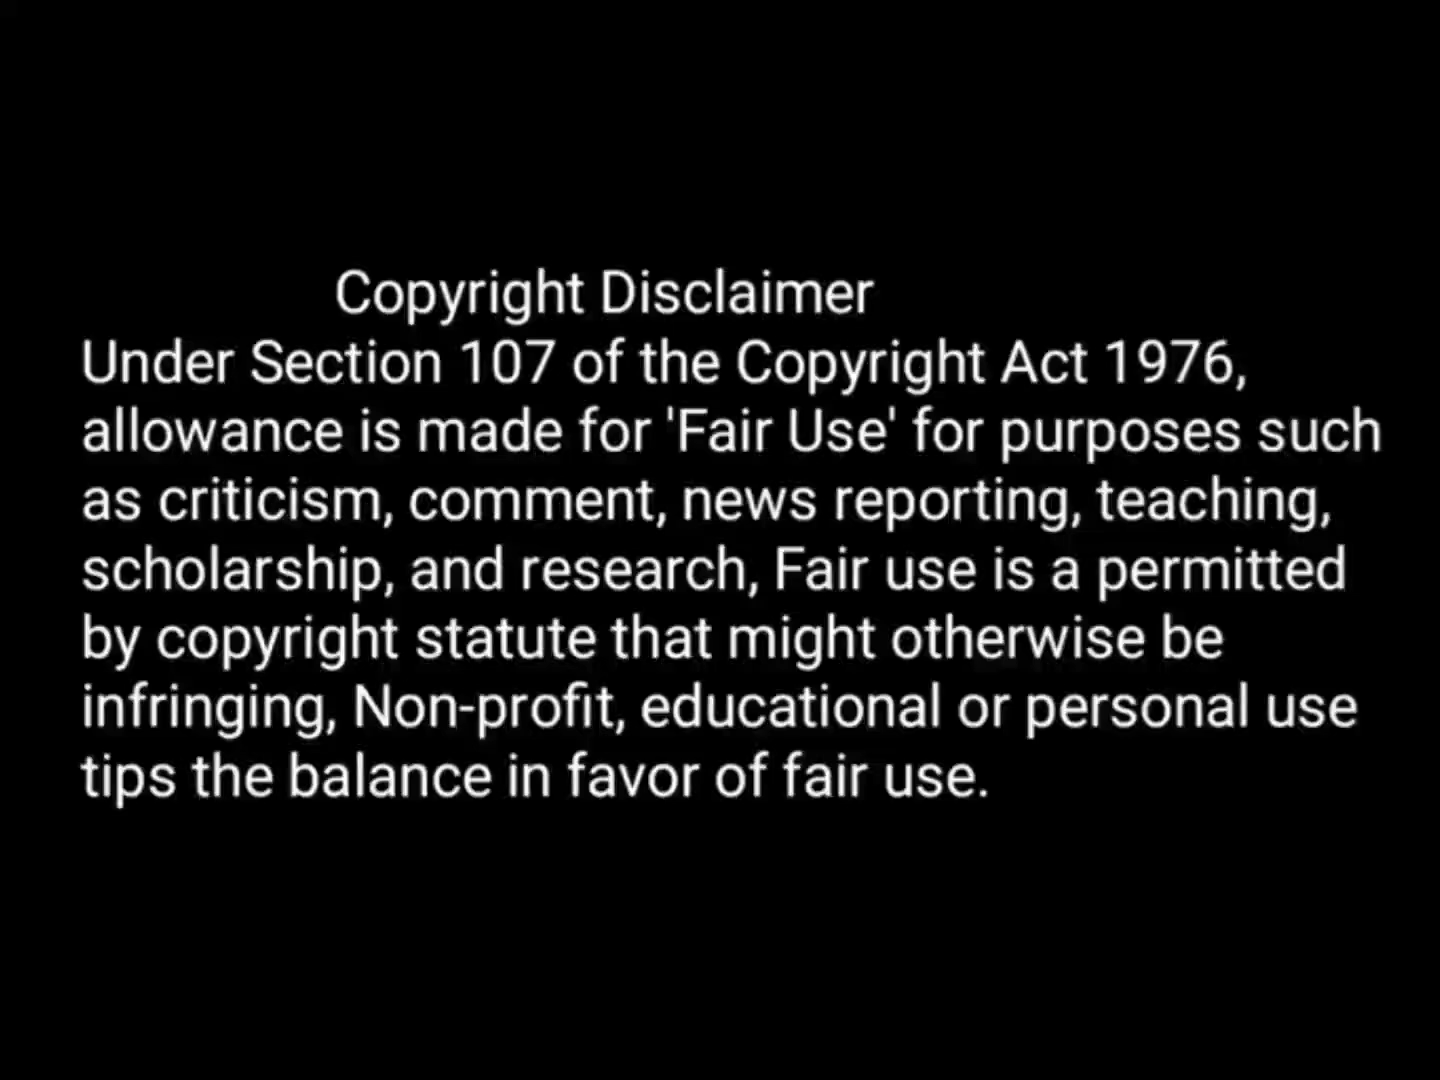 Copyright Disclaimer
Under Section 107 of the Copyright Act 1976,
allowance is made for 'Fair Use' for purposes such
as criticism, comment, news reporting, teaching,
scholarship, and research, Fair use is a permitted
by copyright statute that might otherwise be
infringing, Non-profit, educational or personal use
tips the balance in favor of fair use.